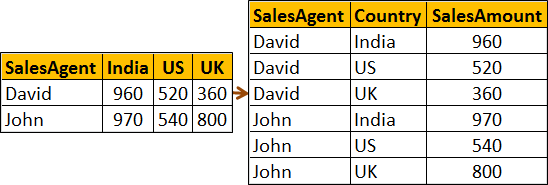 SalesAgent India US UK
David 960 520 360
John 970 540 800
SalesAgent Country SalesAmount
David India 960
David US 520
David UK 360
John India 970
John US 540
John UK 800